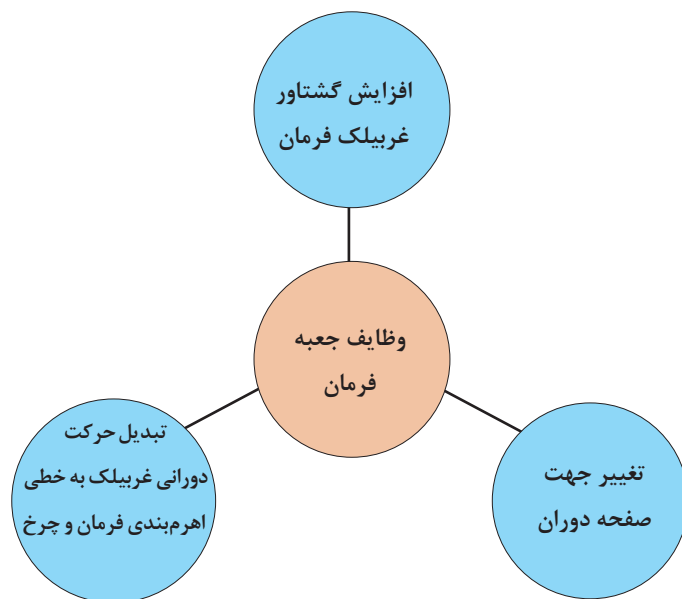 افزایش گشتاور
غربیلک فرمان
وظایف جعبه
فرمان
تغییر جهت
صفحه دوران
تبدیل حرکت
دورانی غربیلک به خطی
اهرم‌بندی فرمان و چرخ